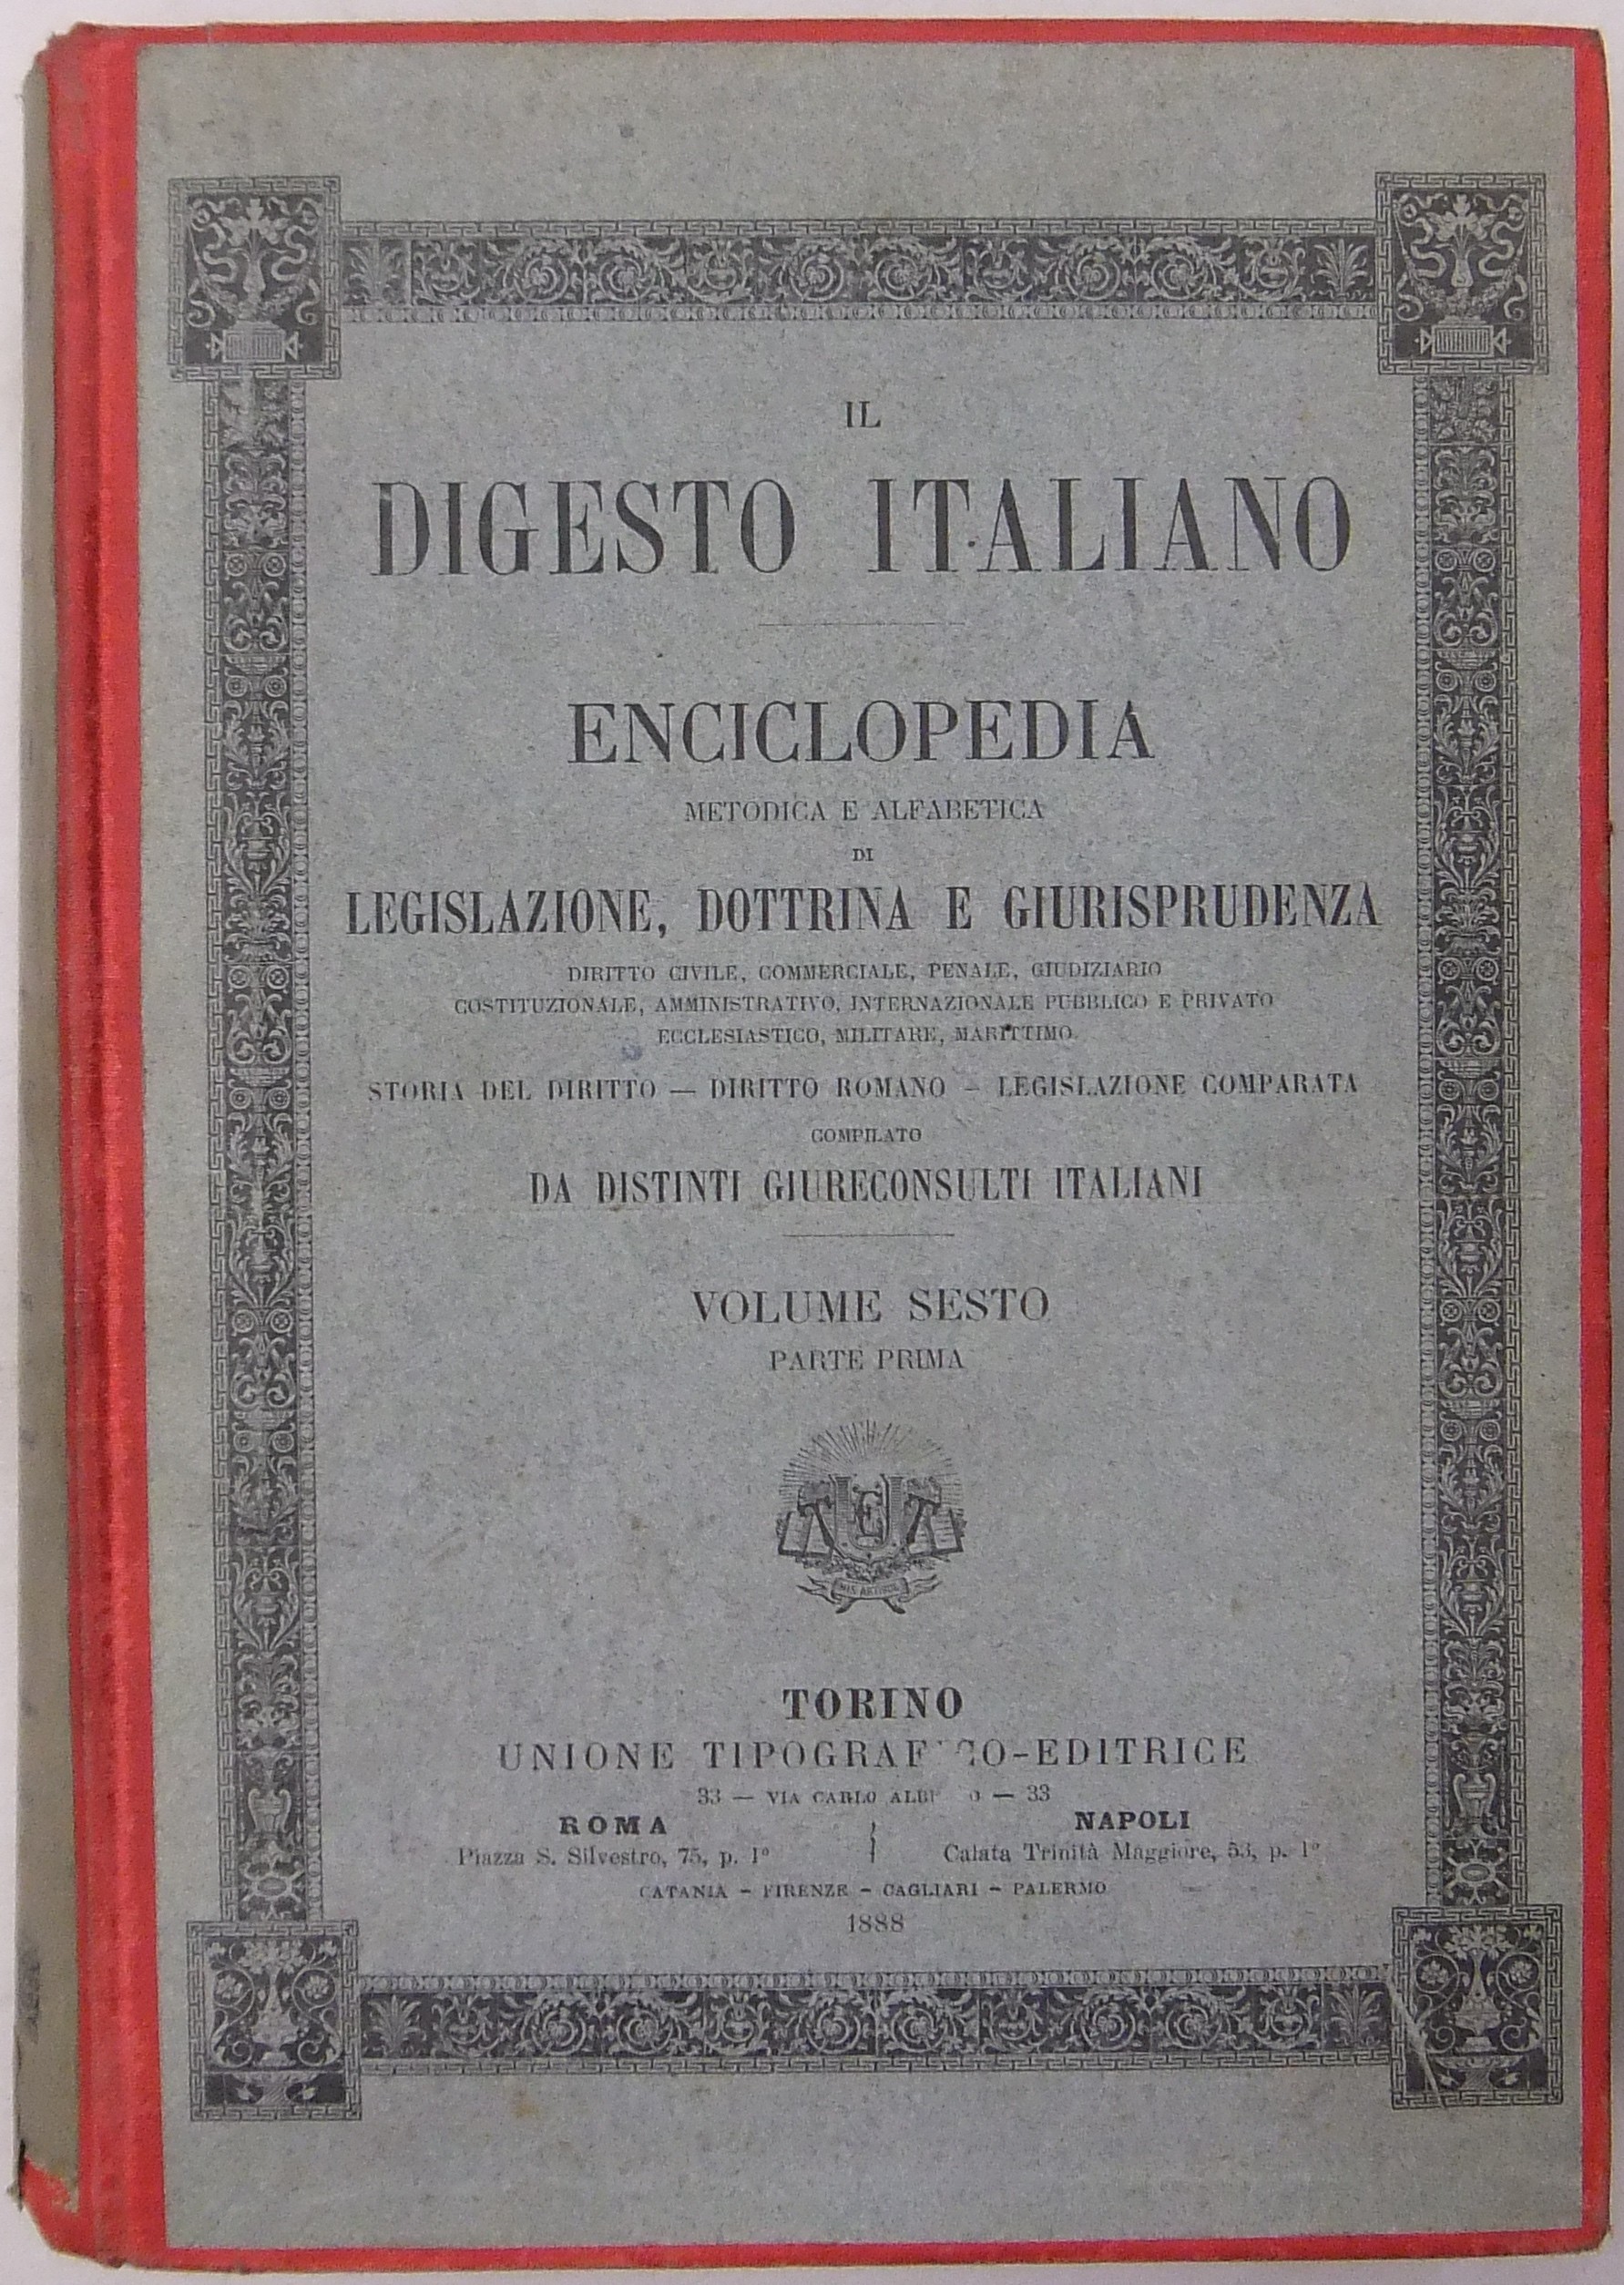 IL
DIGESTO ITALIANO
ENCICLOPEDIA
METODICA E ALFABETICA
DI
LEGISLAZIONE, DOTTRINA E GIURISPRUDENZA
DIRITTO CIVILE, COMMERCIALE, PENALE, GIUDIZIARIO
COSTITUZIONALE, AMMINISTRATIVO, INTERNAZIONALE PUBBLICO E PRIVATO
ECCLESIASTICO, MILITARE, MARITTIMO
STORIA DEL DIRITTO — DIRITTO ROMANO — LEGISLAZIONE COMPARATA
COMPILATO
DA DISTINTI GIURECONSULTI ITALIANI
VOLUME SESTO
PARTE PRIMA
TORINO
UNIONE TIPOGRAFICO-EDITRICE
33 — VIA CARLO — 33
ROMA NAPOLI
Piazza S. Silvestro, 75, p. 1° Calata Trinità Maggiore, 53, p. 1°
CATANIA - FIRENZE - CAGLIARI - PALERMO
1888